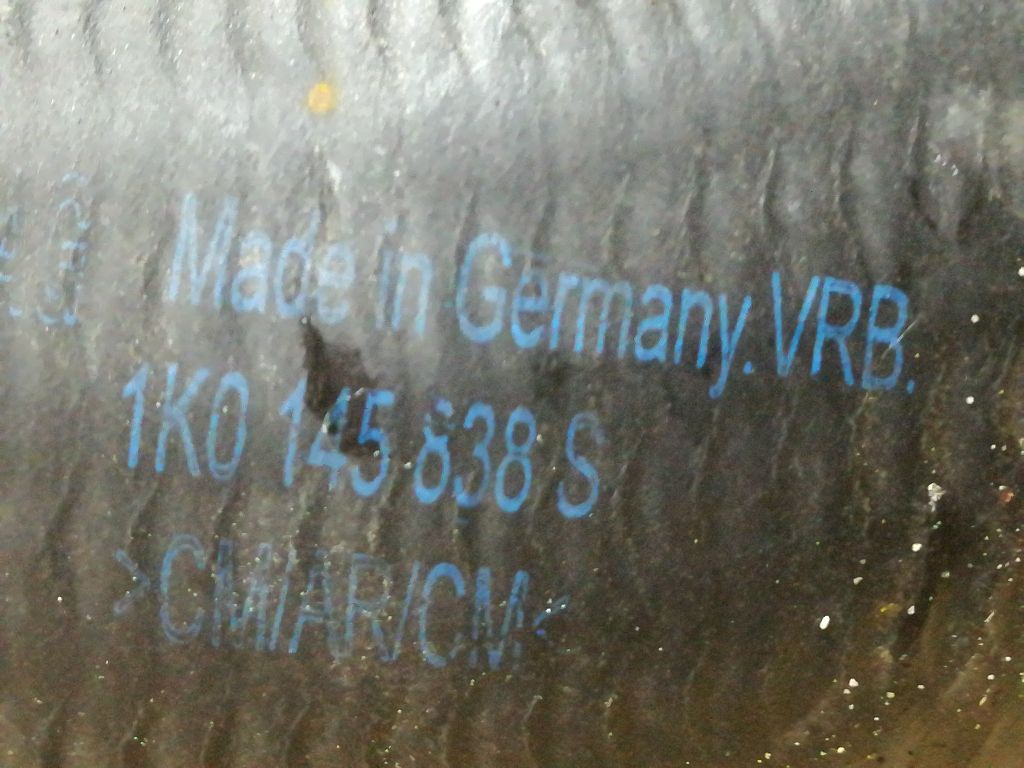 Made in Germany.VRB.
1K0 145 838 S
>CM/AR/CM<